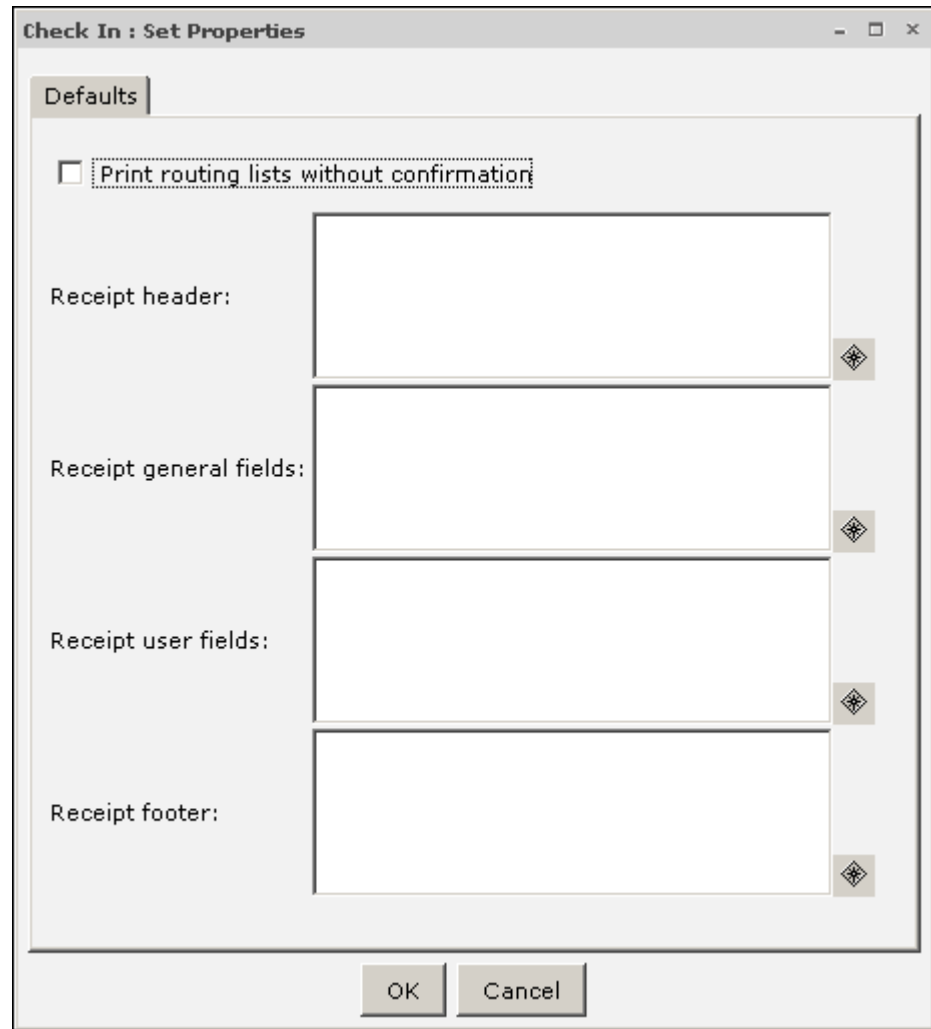 Check In : Set Properties
Defaults
Print routing lists without confirmation
Receipt header:
Receipt general fields:
Receipt user fields:
Receipt footer:
OK
Cancel